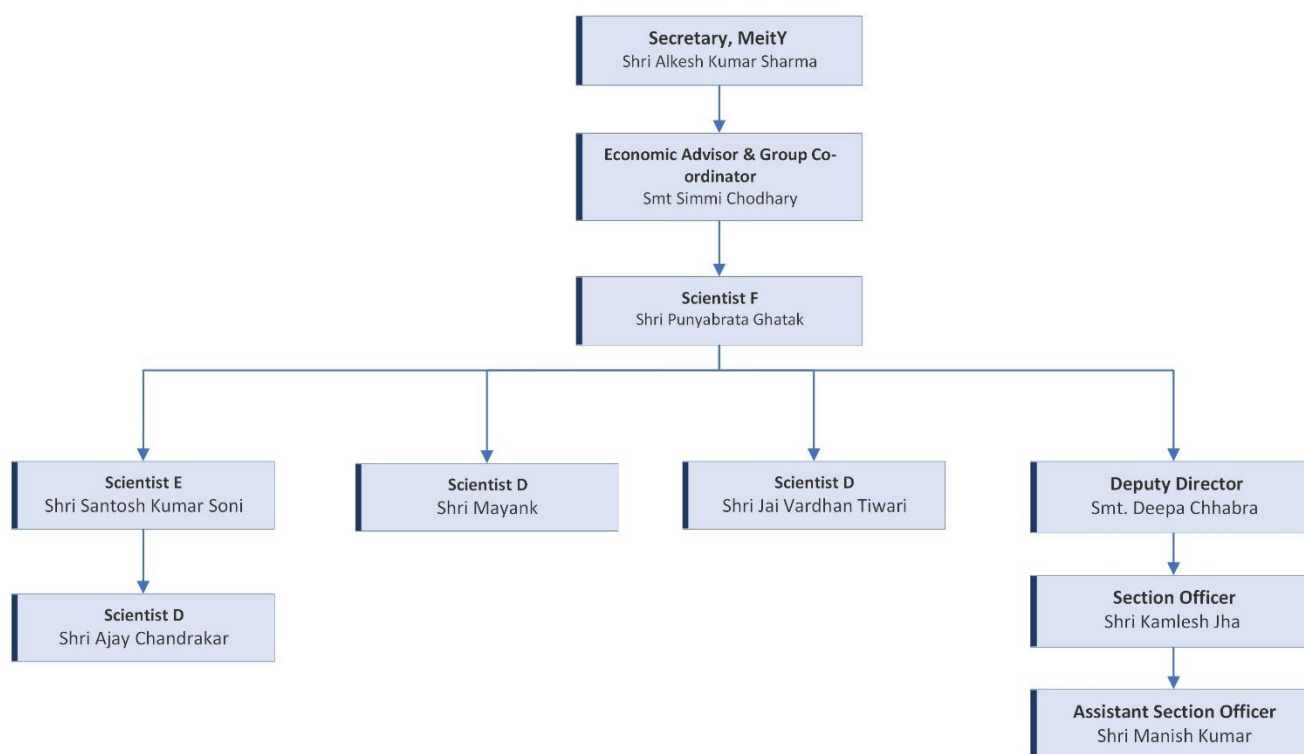 Secretary, MeitY
Shri Alkesh Kumar Sharma
Economic Advisor & Group Co-
ordinator
Smt Simmi Chodhary
Scientist F
Shri Punyabrata Ghatak
Scientist E
Shri Santosh Kumar Soni
Scientist D
Shri Mayank
Scientist D
Shri Jai Vardhan Tiwari
Deputy Director
Smt. Deepa Chhabra
Scientist D
Shri Ajay Chandrakar
Section Officer
Shri Kamlesh Jha
Assistant Section Officer
Shri Manish Kumar